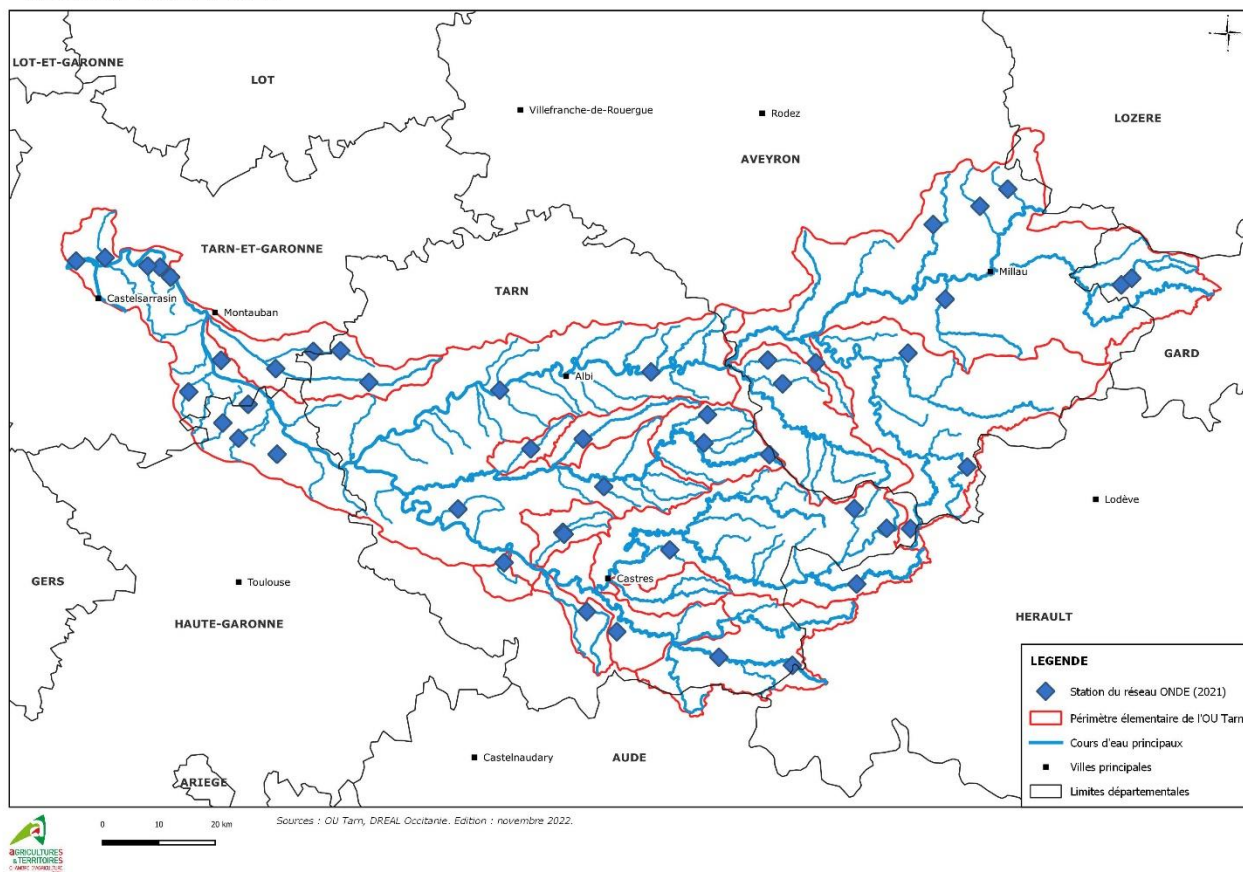 LOT-ET-GARONNE
LOT
Villefranche-de-Rouergue
Rodez
LOZERE
AVEYRON
TARN-ET-GARONNE
Millau
TARN
Castelsarrasin
Montauban
GARD
Albi
Lodève
GERS
Toulouse
Castres
HAUTE-GARONNE
HERAULT
Castelnaudary
AUDE
ARIEGE
LEGENDE
Station du réseau ONDE (2021)
Périmètre élementaire de l'OU Tarn
Cours d'eau principaux
Villes principales
Limites départementales
AGRICULTURES
& TERRITOIRES
CHAMBRE D'AGRICULTURE
0 10 20 km
Sources : OU Tarn, DREAL Occitanie. Edition : novembre 2022.